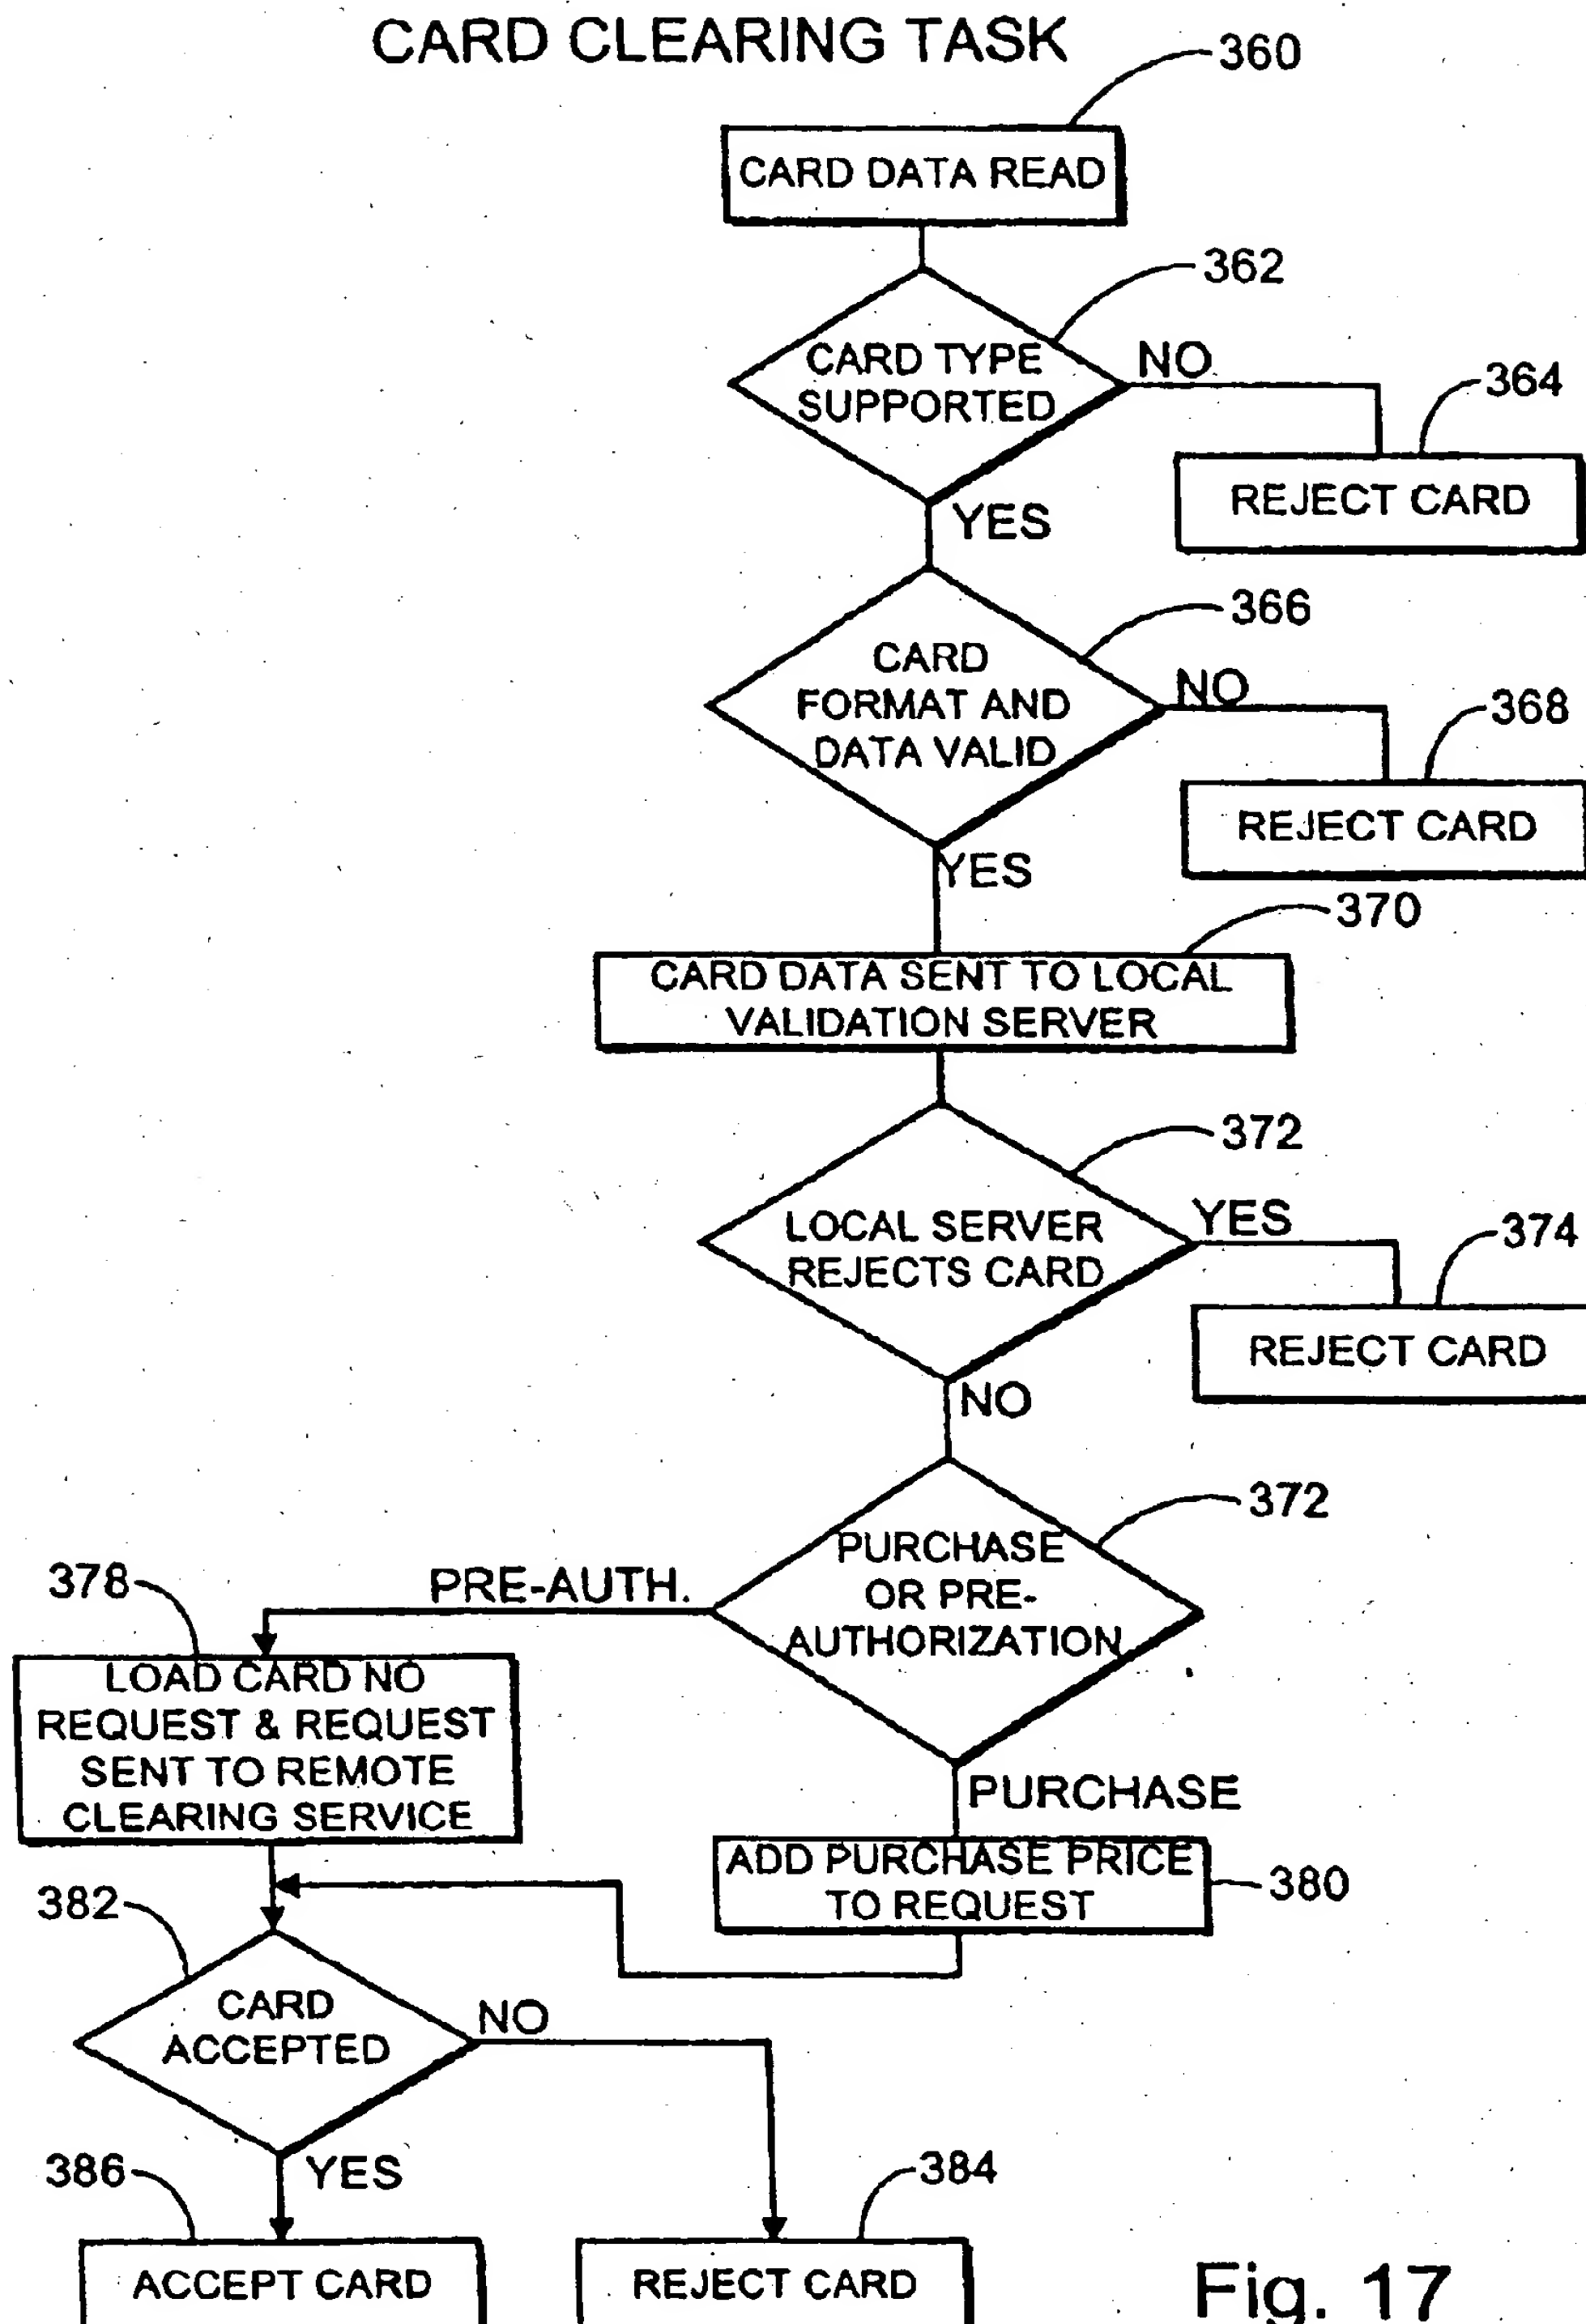 CARD CLEARING TASK
360
CARD DATA READ
362
CARD TYPE
SUPPORTED
NO
364
REJECT CARD
YES
366
CARD
FORMAT AND
DATA VALID
NO
368
REJECT CARD
YES
370
CARD DATA SENT TO LOCAL
VALIDATION SERVER
372
LOCAL SERVER
REJECTS CARD
YES
374
REJECT CARD
NO
372
PURCHASE
OR PRE-
AUTHORIZATION
PRE-AUTH.
378
LOAD CARD NO
REQUEST & REQUEST
SENT TO REMOTE
CLEARING SERVICE
PURCHASE
ADD PURCHASE PRICE
TO REQUEST
380
382
CARD
ACCEPTED
NO
YES
386
384
ACCEPT CARD
REJECT CARD
Fig. 17